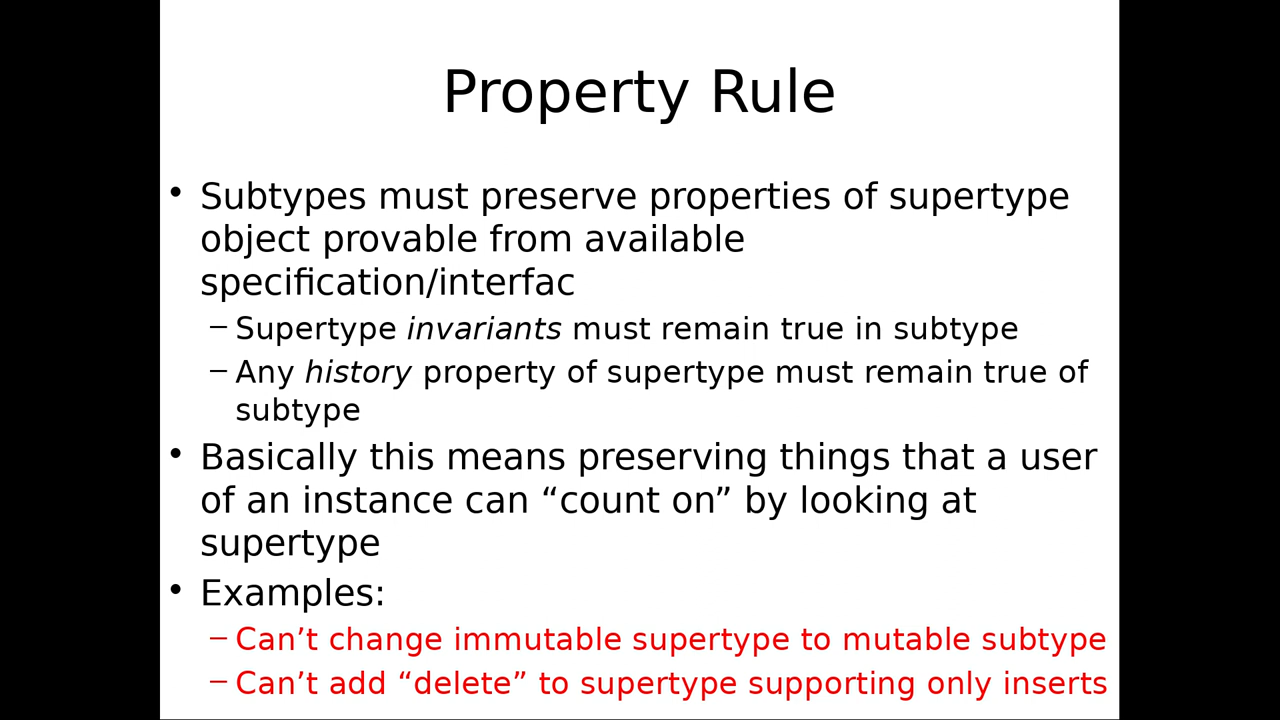 Property Rule
• Subtypes must preserve properties of supertype
object provable from available
specification/interfac
– Supertype invariants must remain true in subtype
– Any history property of supertype must remain true of
subtype
• Basically this means preserving things that a user
of an instance can “count on” by looking at
supertype
• Examples:
– Can’t change immutable supertype to mutable subtype
– Can’t add “delete” to supertype supporting only inserts